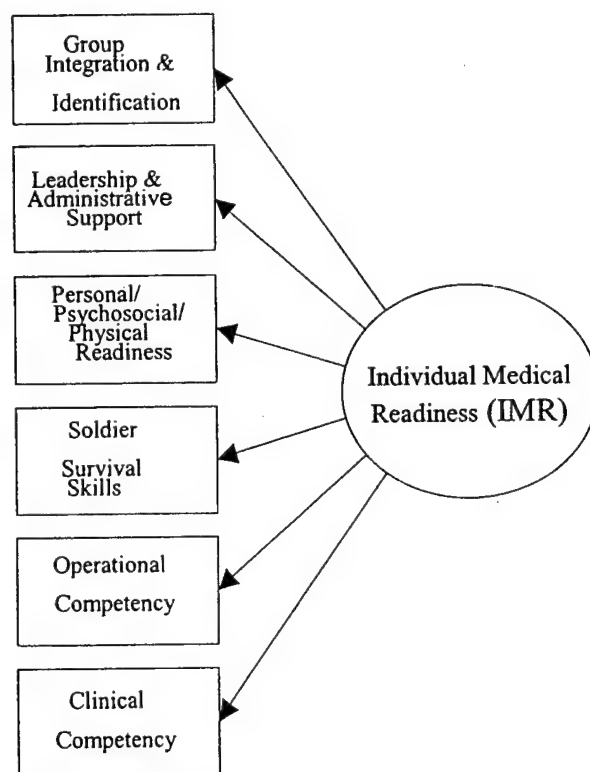 Group
Integration &
Identification
Leadership &
Administrative
Support
Personal/
Psychosocial/
Physical
Readiness
Soldier
Survival
Skills
Operational
Competency
Clinical
Competency
Individual Medical
Readiness (IMR)